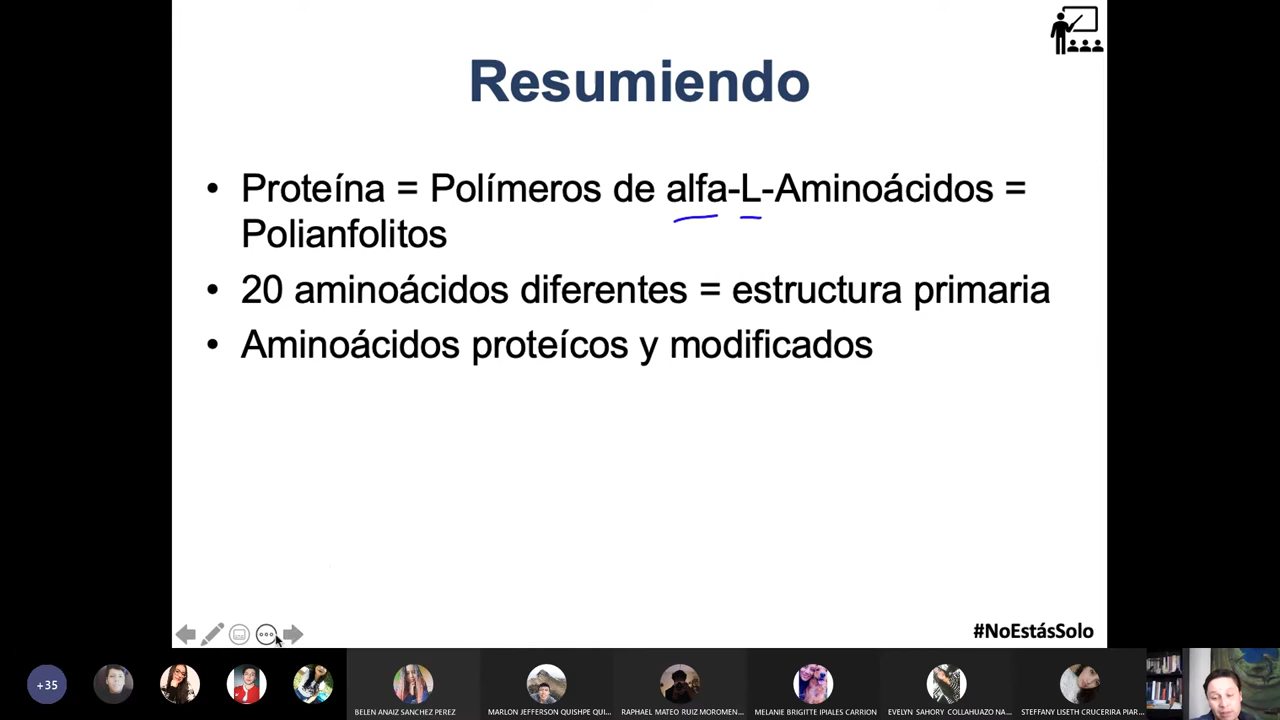 Resumiendo
• Proteína = Polímeros de alfa-L-Aminoácidos =
Polianfolitos
• 20 aminoácidos diferentes = estructura primaria
• Aminoácidos proteícos y modificados
#NoEstásSolo
+35
BELEN ANAIZ SANCHEZ PEREZ
MARLON JEFFERSON QUISHPE QUI...
RAPHAEL MATEO RUIZ MOROMEN...
MELANIE BRIGITTE IPIALES CARRION
EVELYN SAHORY COLLAHUAZO NA...
STEFFANY LISETH CRUCERIRA PIAR...